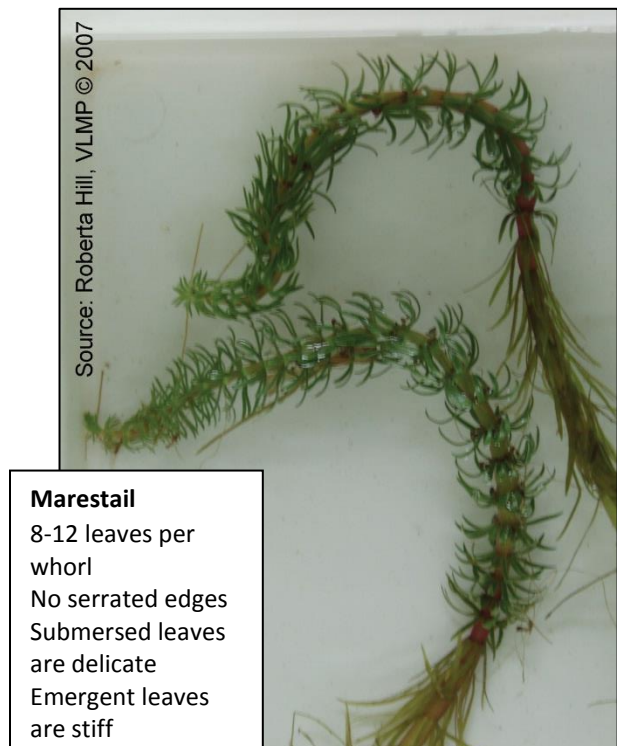 Source: Roberta Hill, VLMP © 2007
Marestail
8-12 leaves per
whorl
No serrated edges
Submersed leaves
are delicate
Emergent leaves
are stiff